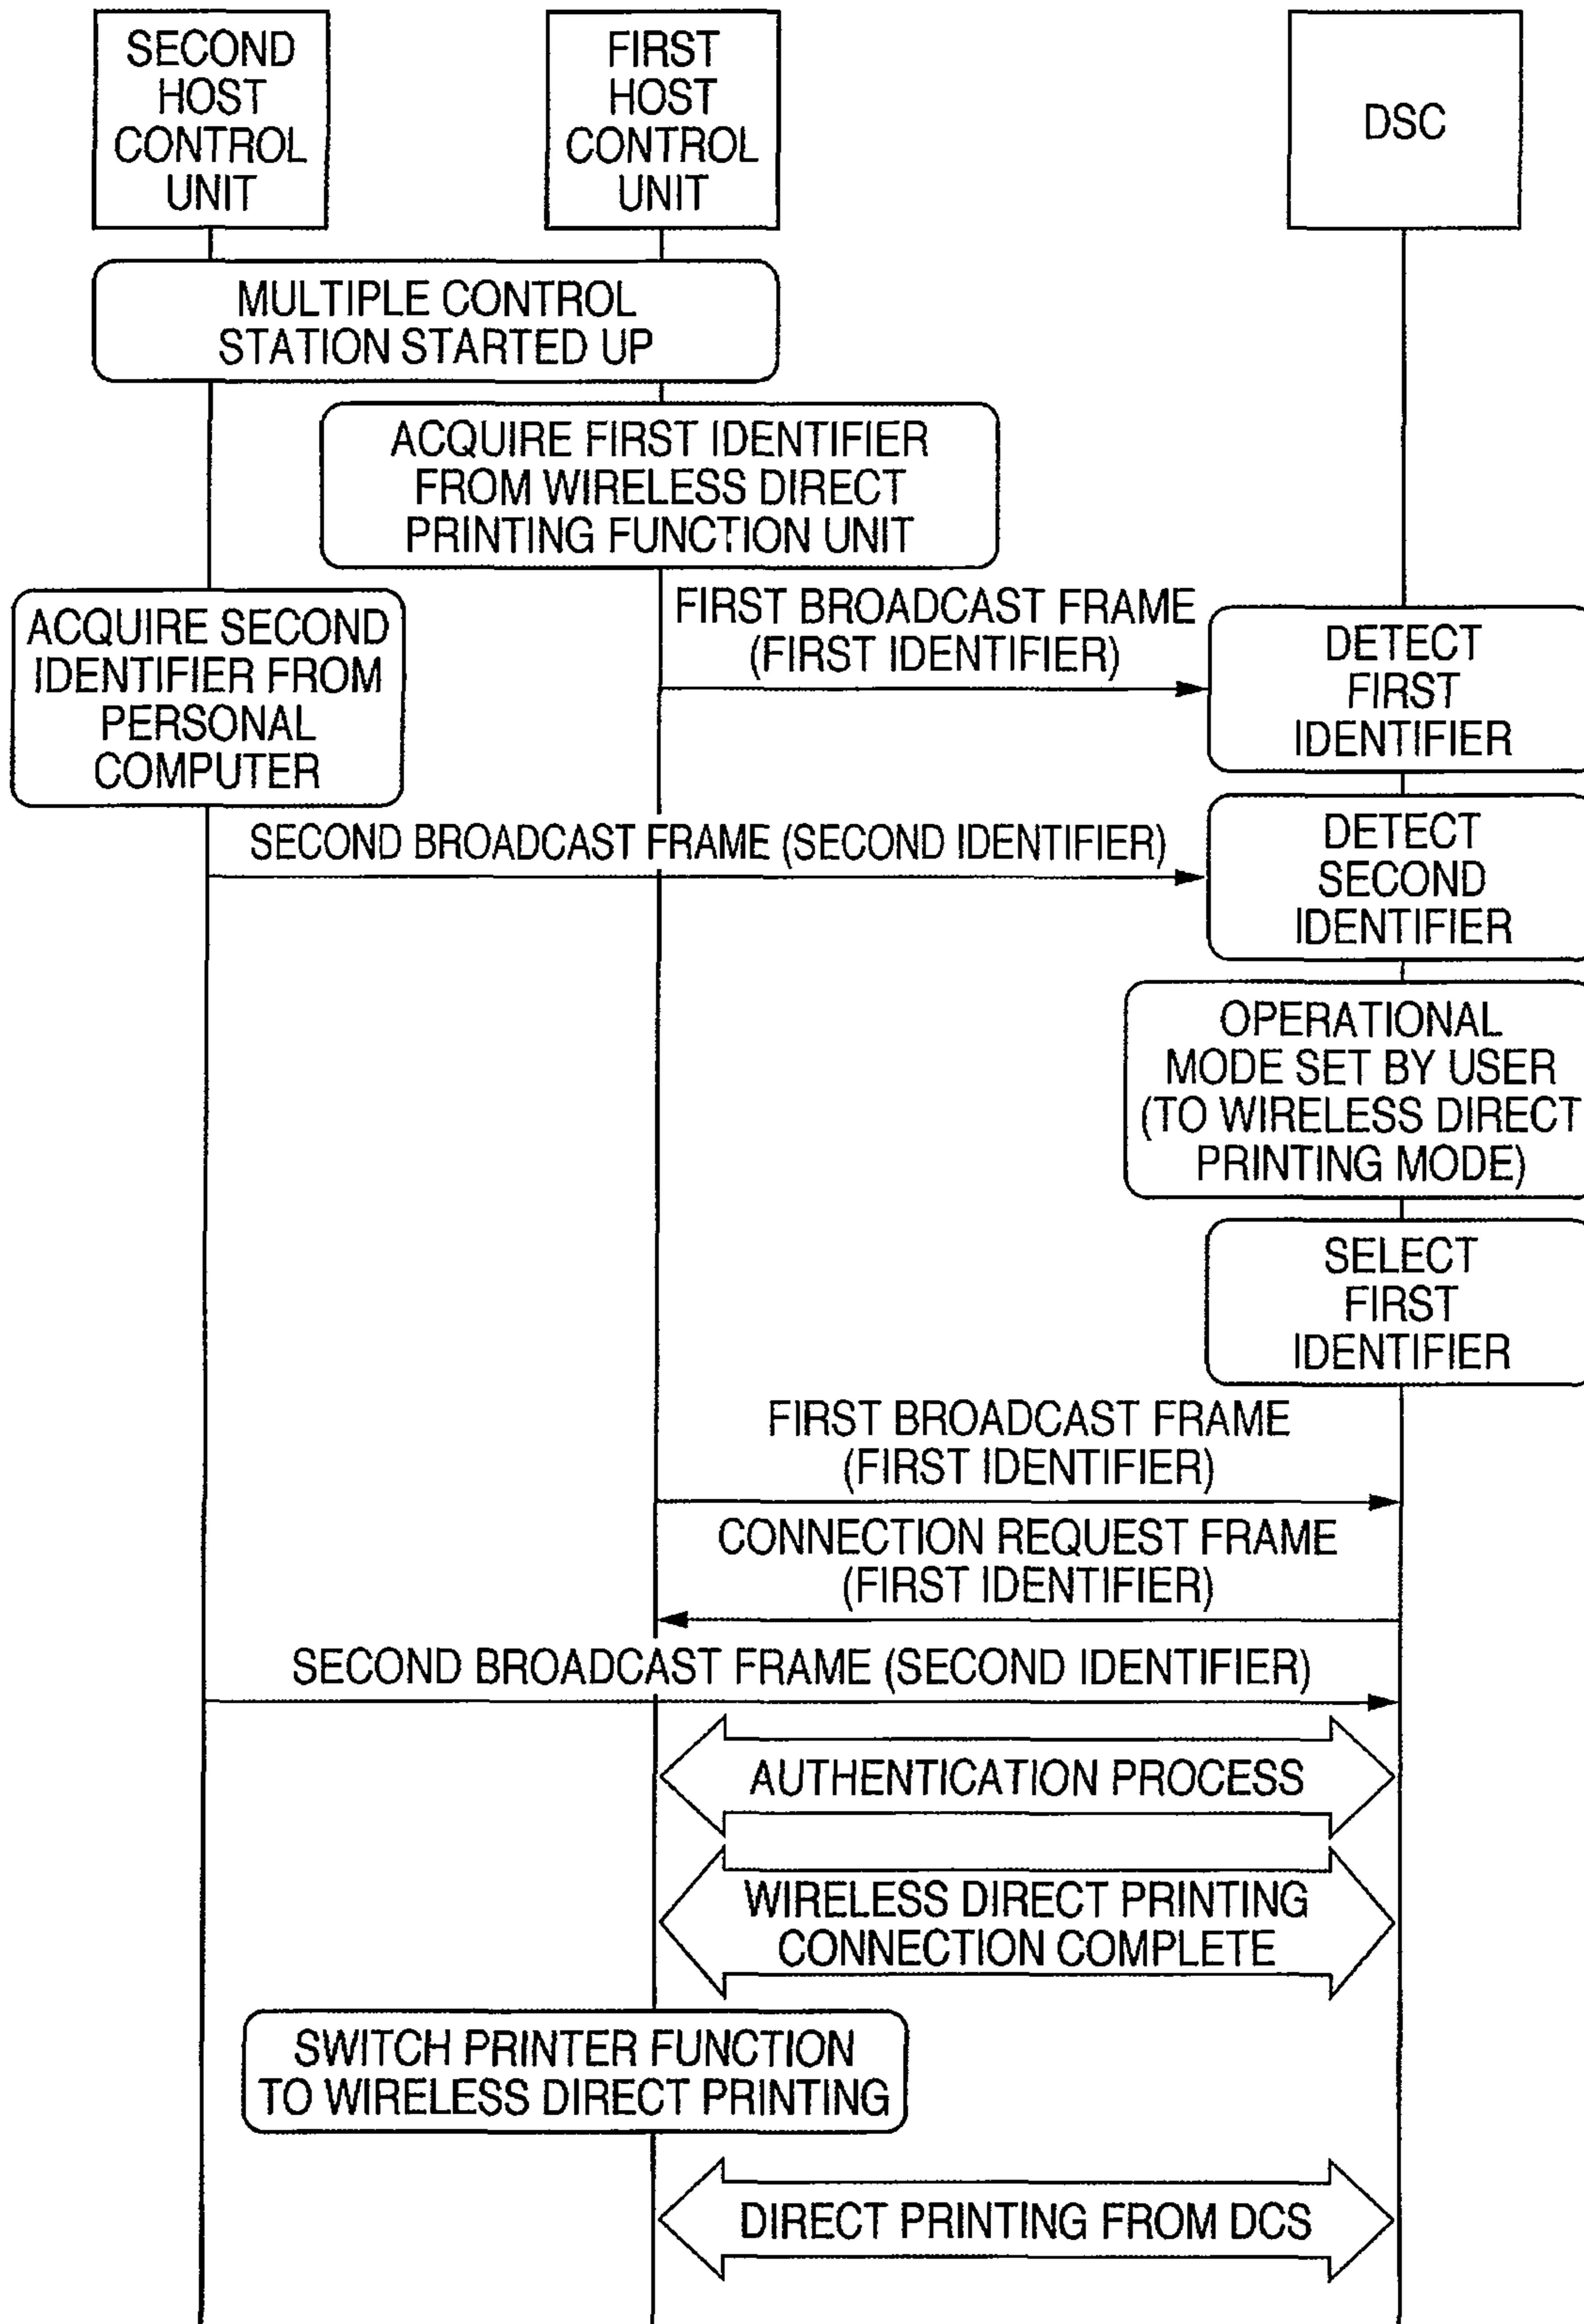 SECOND
HOST
CONTROL
UNIT
FIRST
HOST
CONTROL
UNIT
DSC
MULTIPLE CONTROL
STATION STARTED UP
ACQUIRE FIRST IDENTIFIER
FROM WIRELESS DIRECT
PRINTING FUNCTION UNIT
ACQUIRE SECOND
IDENTIFIER FROM
PERSONAL
COMPUTER
FIRST BROADCAST FRAME
(FIRST IDENTIFIER)
DETECT
FIRST
IDENTIFIER
SECOND BROADCAST FRAME (SECOND IDENTIFIER)
DETECT
SECOND
IDENTIFIER
OPERATIONAL
MODE SET BY USER
(TO WIRELESS DIRECT
PRINTING MODE)
SELECT
FIRST
IDENTIFIER
FIRST BROADCAST FRAME
(FIRST IDENTIFIER)
CONNECTION REQUEST FRAME
(FIRST IDENTIFIER)
SECOND BROADCAST FRAME (SECOND IDENTIFIER)
AUTHENTICATION PROCESS
WIRELESS DIRECT PRINTING
CONNECTION COMPLETE
SWITCH PRINTER FUNCTION
TO WIRELESS DIRECT PRINTING
DIRECT PRINTING FROM DCS